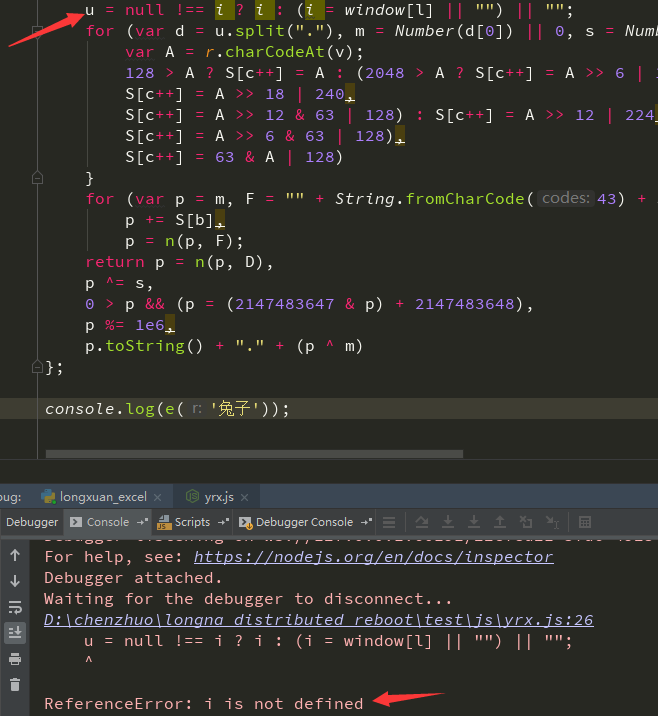 u = null !== i ? i : (i = window[l] || "") || "";
for (var d = u.split("."), m = Number(d[0]) || 0, s = Num
var A = r.charCodeAt(v);
128 > A ? S[c++] = A : (2048 > A ? S[c++] = A >> 6 |
S[c++] = A >> 18 | 240,
S[c++] = A >> 12 & 63 | 128) : S[c++] = A >> 12 | 224,
S[c++] = A >> 6 & 63 | 128),
S[c++] = 63 & A | 128)
}
for (var p = m, F = "" + String.fromCharCode( codes: 43) +
p += S[b],
p = n(p, F);
return p = n(p, D),
p ^= s,
0 > p && (p = (2147483647 & p) + 2147483648),
p %= 1e6,
p.toString() + "." + (p ^ m)
};
console.log(e( r: '兔子'));
bug: longxuan_excel × yrx.js ×
Debugger Console Scripts Debugger Console
For help, see: https://nodejs.org/en/docs/inspector
Debugger attached.
Waiting for the debugger to disconnect...
D:\chenzhuo\longna_distributed_reboot\test\js\yrx.js:26
u = null !== i ? i : (i = window[l] || "") || "";
^
ReferenceError: i is not defined